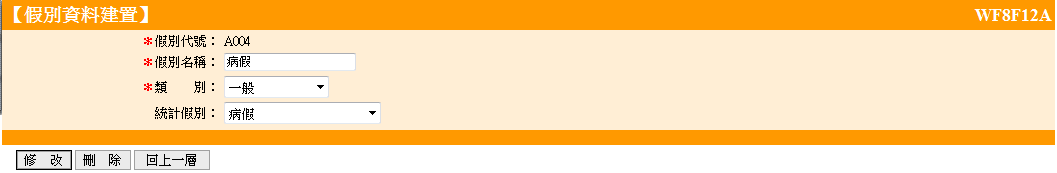 【假別資料建置】 WF8F12A
*假別代號： A004
*假別名稱： 病假
*類　　別： 一般
統計假別： 病假
修　改 刪　除 回上一層